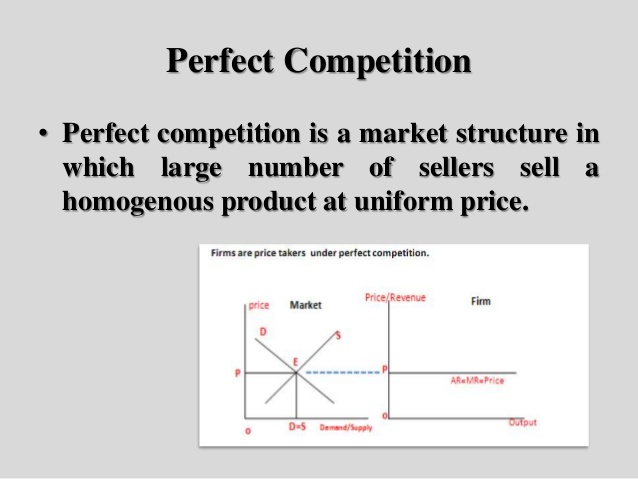 Perfect Competition
• Perfect competition is a market structure in
which large number of sellers sell a
homogenous product at uniform price.
Firms are price takers under perfect competition.
price Market Price/Revenue Firm
D S
E
P P
AR=MR=Price
o o Output
D=S Demand/Supply